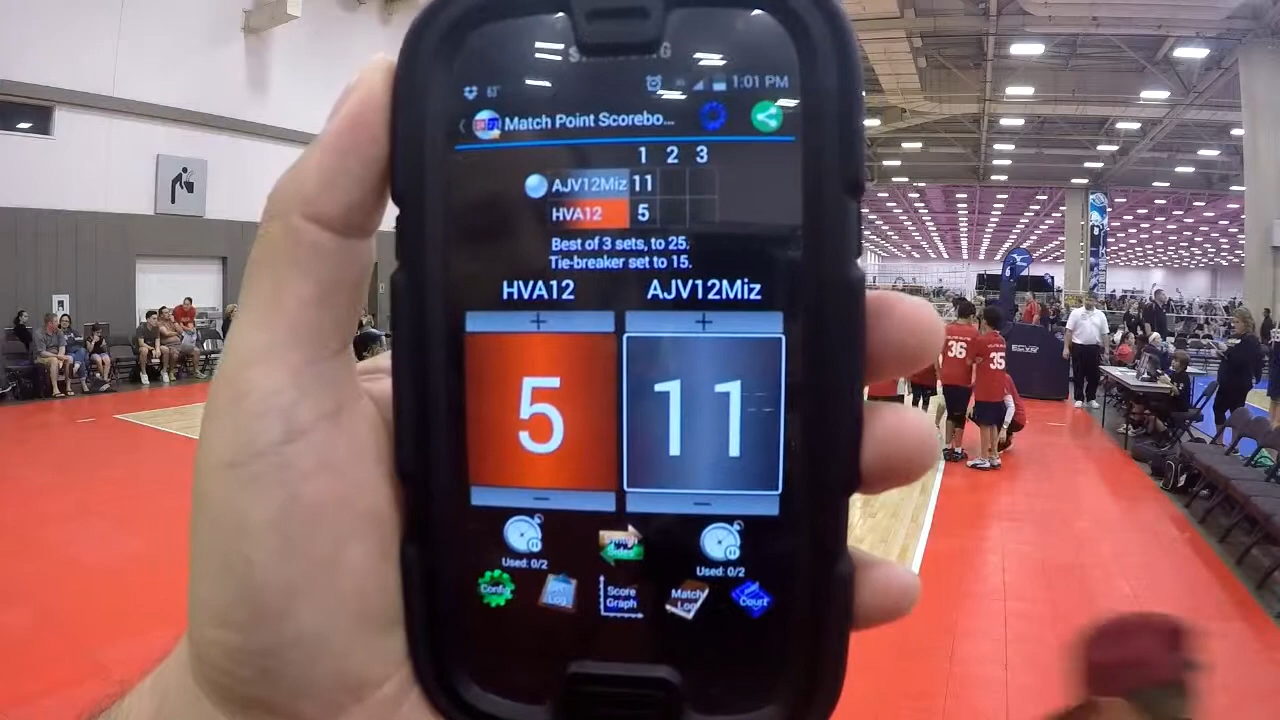 1:01 PM
Match Point Scorebo...
1 2 3
AJV12Miz 11
HVA12 5
Best of 3 sets, to 25.
Tie-breaker set to 15.
HVA12 AJV12Miz
+ +
5 11
- -
Used: 0/2 Used: 0/2
Config
Set Log
Score Graph
Match Log
Court
36
35